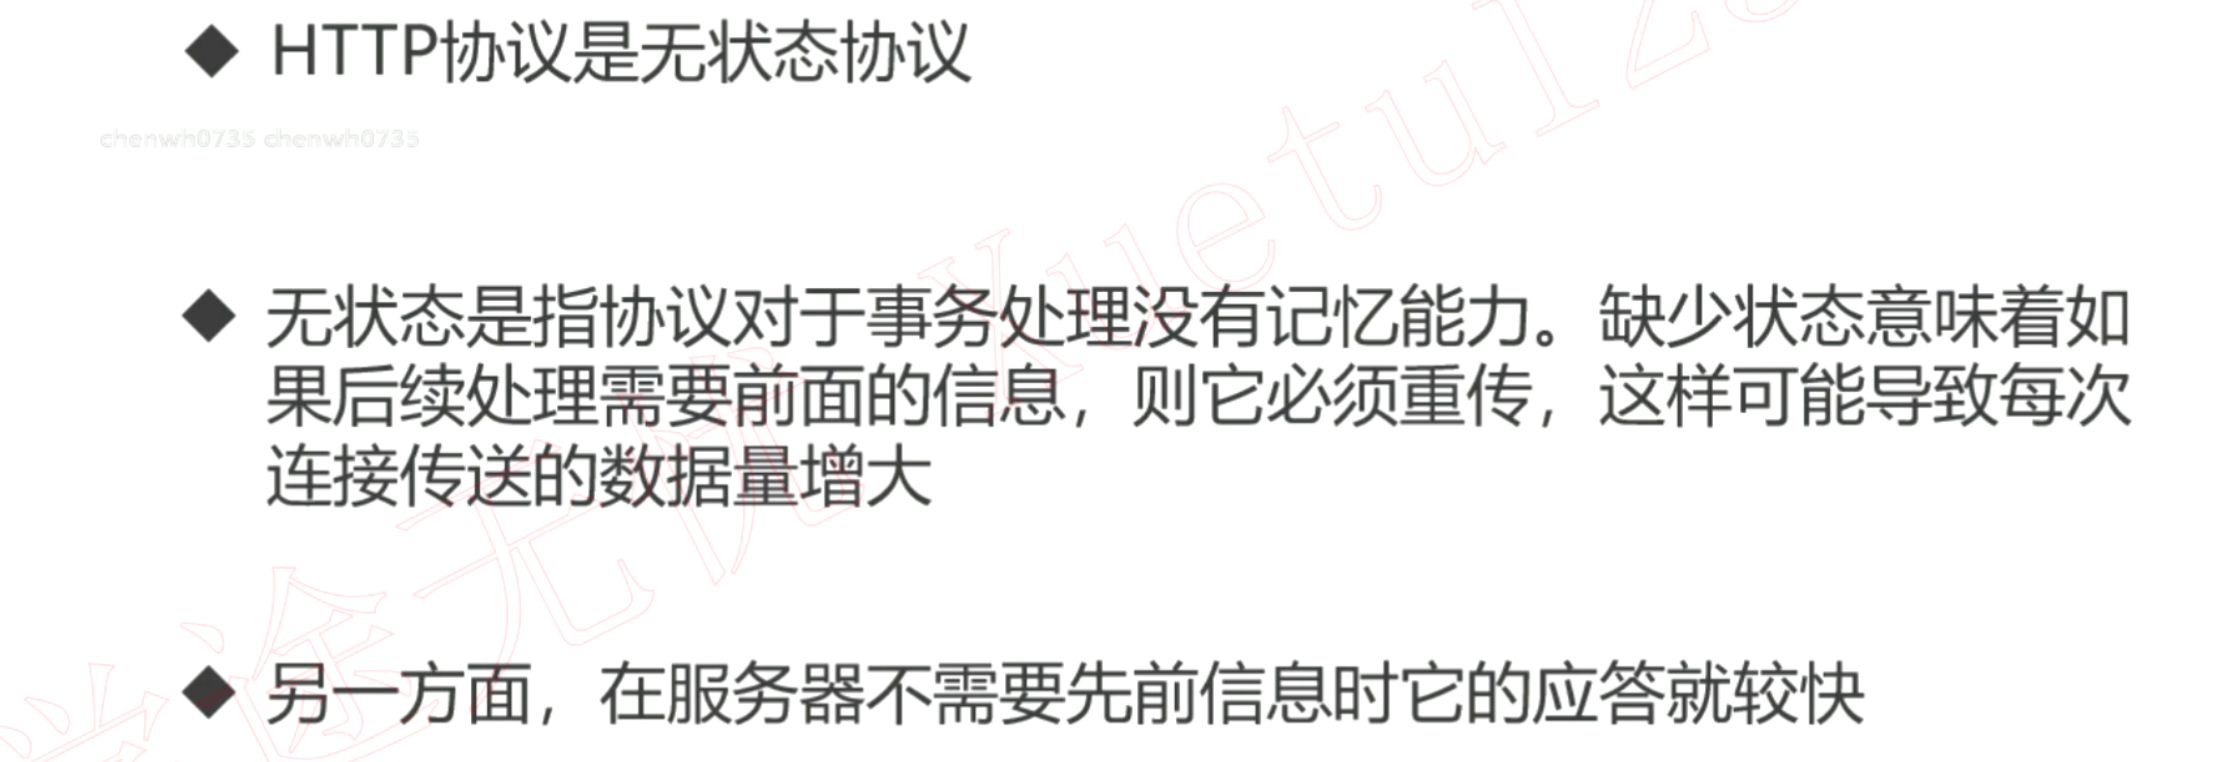 ◆ HTTP协议是无状态协议
chenwh0735 chenwh0735
◆ 无状态是指协议对于事务处理没有记忆能力。缺少状态意味着如
果后续处理需要前面的信息，则它必须重传，这样可能导致每次
连接传送的数据量增大
◆ 另一方面，在服务器不需要先前信息时它的应答就较快
学途无忧 Xuetu